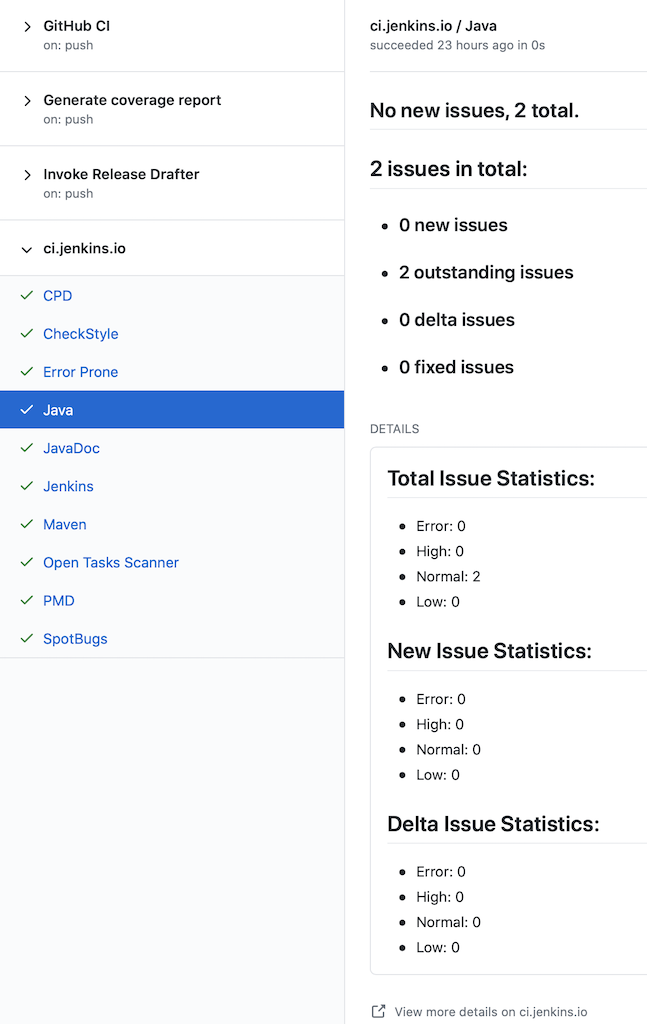 GitHub CI
on: push
Generate coverage report
on: push
Invoke Release Drafter
on: push
ci.jenkins.io
CPD
CheckStyle
Error Prone
Java
JavaDoc
Jenkins
Maven
Open Tasks Scanner
PMD
SpotBugs
ci.jenkins.io / Java
succeeded 23 hours ago in 0s
No new issues, 2 total.
2 issues in total:
0 new issues
2 outstanding issues
0 delta issues
0 fixed issues
DETAILS
Total Issue Statistics:
Error: 0
High: 0
Normal: 2
Low: 0
New Issue Statistics:
Error: 0
High: 0
Normal: 0
Low: 0
Delta Issue Statistics:
Error: 0
High: 0
Normal: 0
Low: 0
View more details on ci.jenkins.io